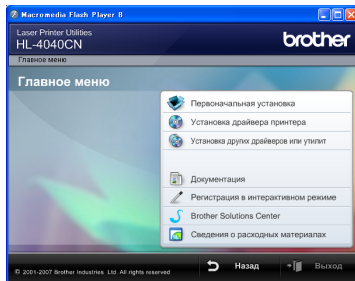 Macromedia Flash Player 8
Laser Printer Utilities
HL-4040CN
brother
Главное меню
Главное меню
Первоначальная установка
Установка драйвера принтера
Установка других драйверов или утилит
Документация
Регистрация в интерактивном режиме
Brother Solutions Center
Сведения о расходных материалах
© 2001-2007 Brother Industries Ltd. All rights reserved
Назад
Выход